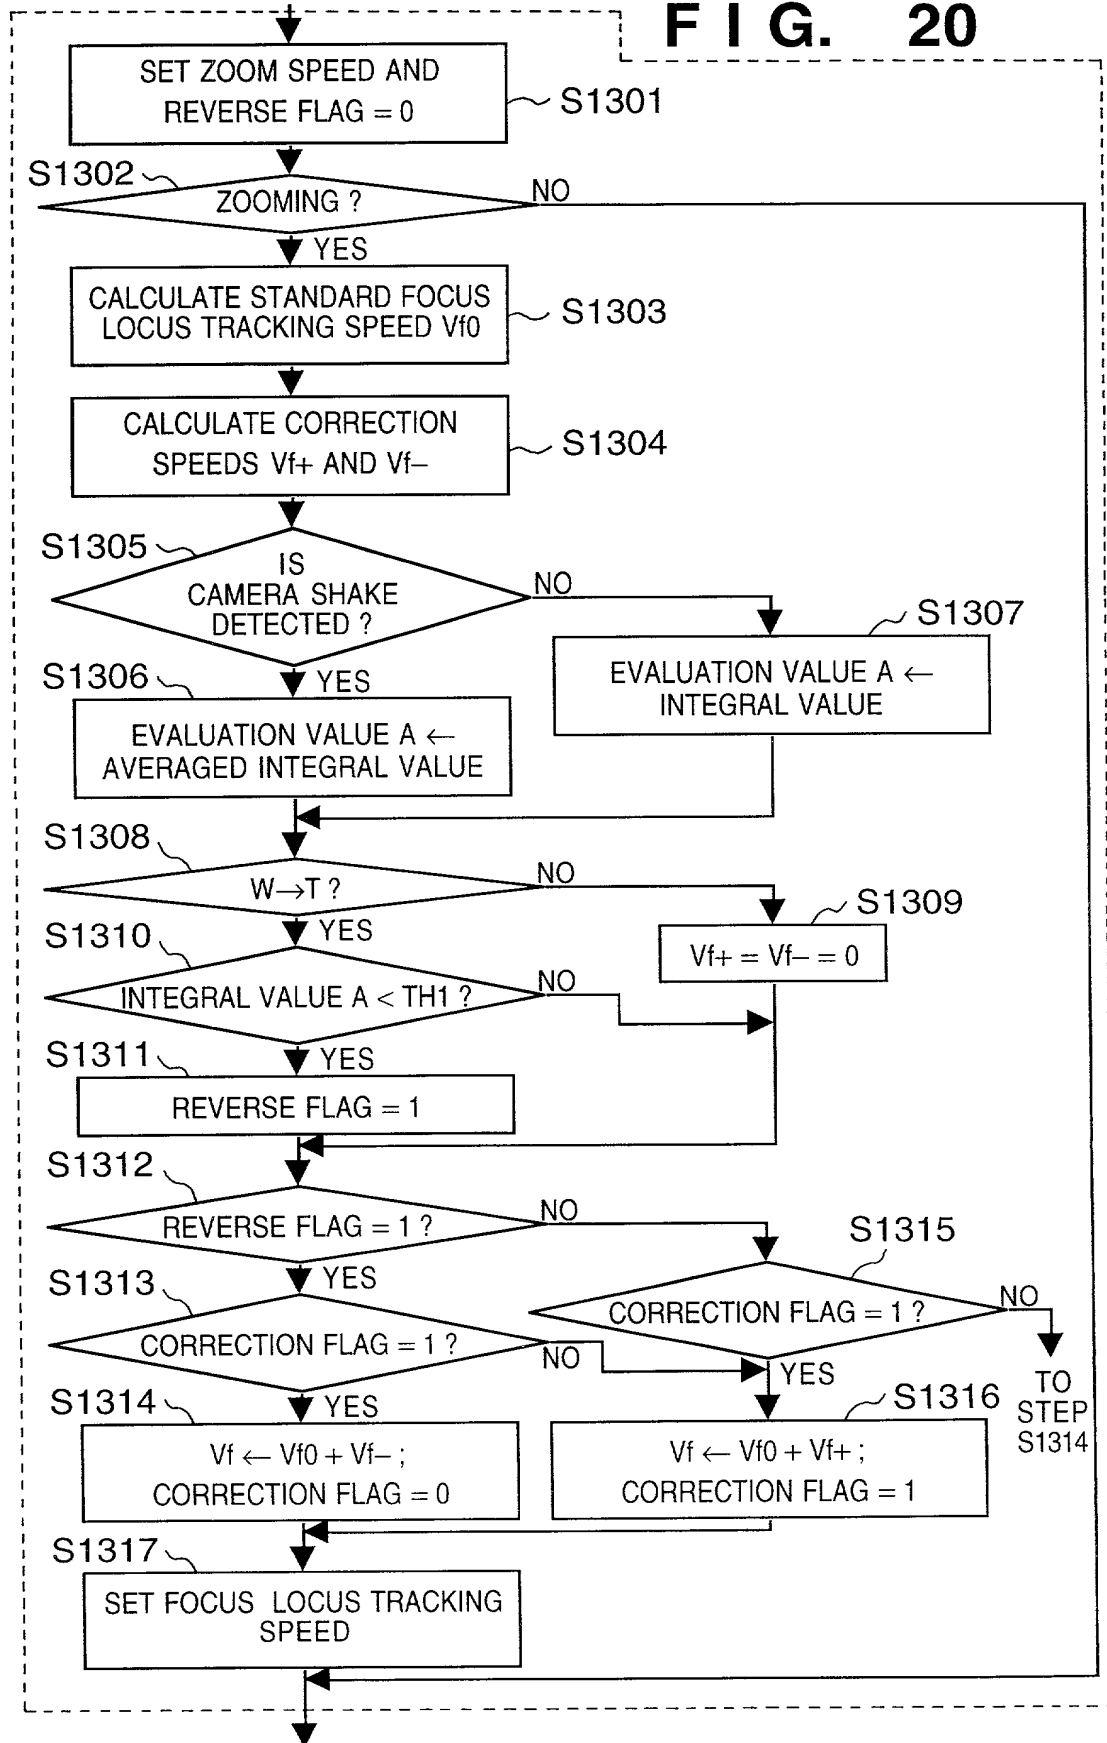 FIG. 20
SET ZOOM SPEED AND
REVERSE FLAG = 0
S1301
S1302
ZOOMING ?
NO
YES
CALCULATE STANDARD FOCUS
LOCUS TRACKING SPEED Vf0
S1303
CALCULATE CORRECTION
SPEEDS Vf+ AND Vf−
S1304
S1305
IS
CAMERA SHAKE
DETECTED ?
NO
YES
S1306
EVALUATION VALUE A ←
AVERAGED INTEGRAL VALUE
S1307
EVALUATION VALUE A ←
INTEGRAL VALUE
S1308
W→T ?
NO
YES
S1309
Vf+ = Vf− = 0
S1310
INTEGRAL VALUE A < TH1 ?
NO
YES
S1311
REVERSE FLAG = 1
S1312
REVERSE FLAG = 1 ?
NO
YES
S1313
CORRECTION FLAG = 1 ?
NO
YES
S1315
CORRECTION FLAG = 1 ?
NO
YES
TO
STEP
S1314
S1314
Vf ← Vf0 + Vf− ;
CORRECTION FLAG = 0
S1316
Vf ← Vf0 + Vf+ ;
CORRECTION FLAG = 1
S1317
SET FOCUS LOCUS TRACKING
SPEED